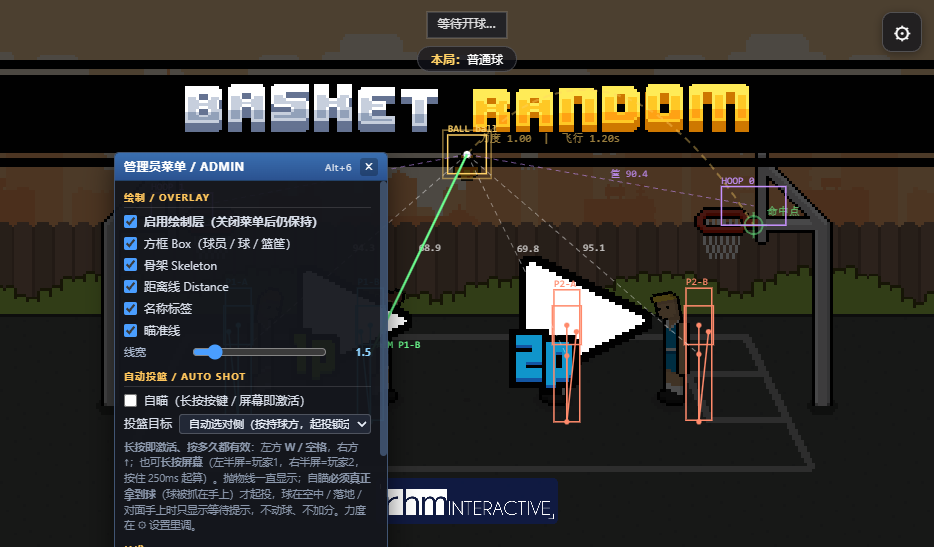 等待开球...
本局：普通球
BASKET RANDOM
BALL
力度 1.00 | 飞行 1.20s
管理员菜单 / ADMIN
Alt+6
×
筐 90.4
HOOP 0
命中点
绘制 / OVERLAY
启用绘制层（关闭菜单后仍保持）
方框 Box（球员 / 球 / 篮筐）
68.9
69.8
95.1
骨架 Skeleton
距离线 Distance
P2-A
P2-B
名称标签
瞄准线
M P1-B
2P
线宽
1.5
自动投篮 / AUTO SHOT
自瞄（长按按键 / 屏幕即激活）
投篮目标
自动选对侧（按持球方，起投锁定
长按即激活、按多久都有效：左方 W / 空格，右方
↑；也可长按屏幕（左半屏=玩家1，右半屏=玩家2，
按住 250ms 起算）。抛物线一直显示；自瞄必须真正
拿到球（球被抓在手上）才起投，球在空中 / 落地 /
对面手上时只显示等待提示，不动球、不加分。力度
在 ⚙ 设置里调。
rhm INTERACTIVE